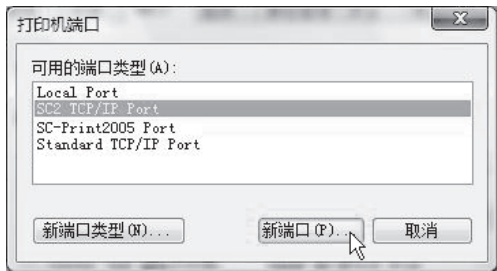 打印机端口
X
可用的端口类型(A):
Local Port
SC2 TCP/IP Port
SC-Print2005 Port
Standard TCP/IP Port
新端口类型(N)... 新端口(P)... 取消